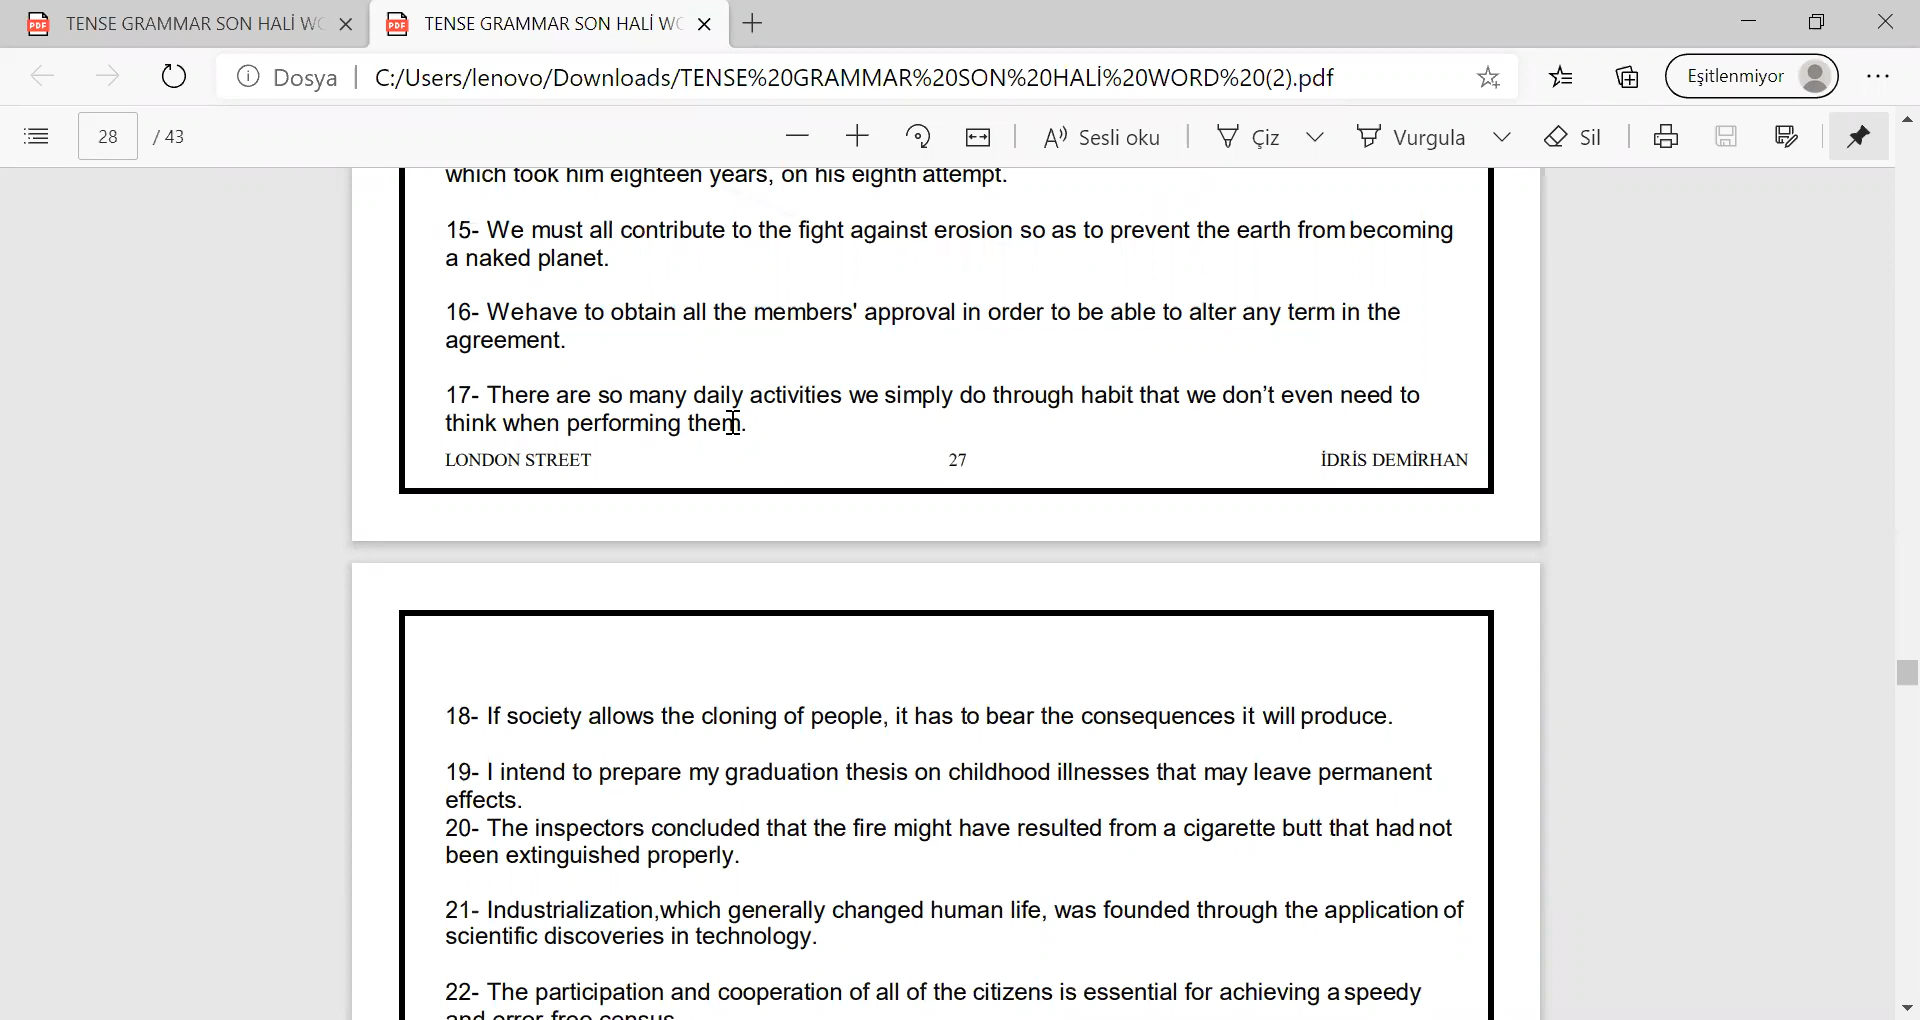 TENSE GRAMMAR SON HALİ WO
TENSE GRAMMAR SON HALİ WO
Dosya
C:/Users/lenovo/Downloads/TENSE%20GRAMMAR%20SON%20HALİ%20WORD%20(2).pdf
Eşitlenmiyor
28 / 43
Sesli oku
Çiz
Vurgula
Sil
which took him eighteen years, on his eighth attempt.
15- We must all contribute to the fight against erosion so as to prevent the earth from becoming
a naked planet.
16- Wehave to obtain all the members' approval in order to be able to alter any term in the
agreement.
17- There are so many daily activities we simply do through habit that we don’t even need to
think when performing them.
LONDON STREET 27 İDRİS DEMİRHAN
18- If society allows the cloning of people, it has to bear the consequences it will produce.
19- I intend to prepare my graduation thesis on childhood illnesses that may leave permanent
effects.
20- The inspectors concluded that the fire might have resulted from a cigarette butt that had not
been extinguished properly.
21- Industrialization,which generally changed human life, was founded through the application of
scientific discoveries in technology.
22- The participation and cooperation of all of the citizens is essential for achieving a speedy
and error-free census.